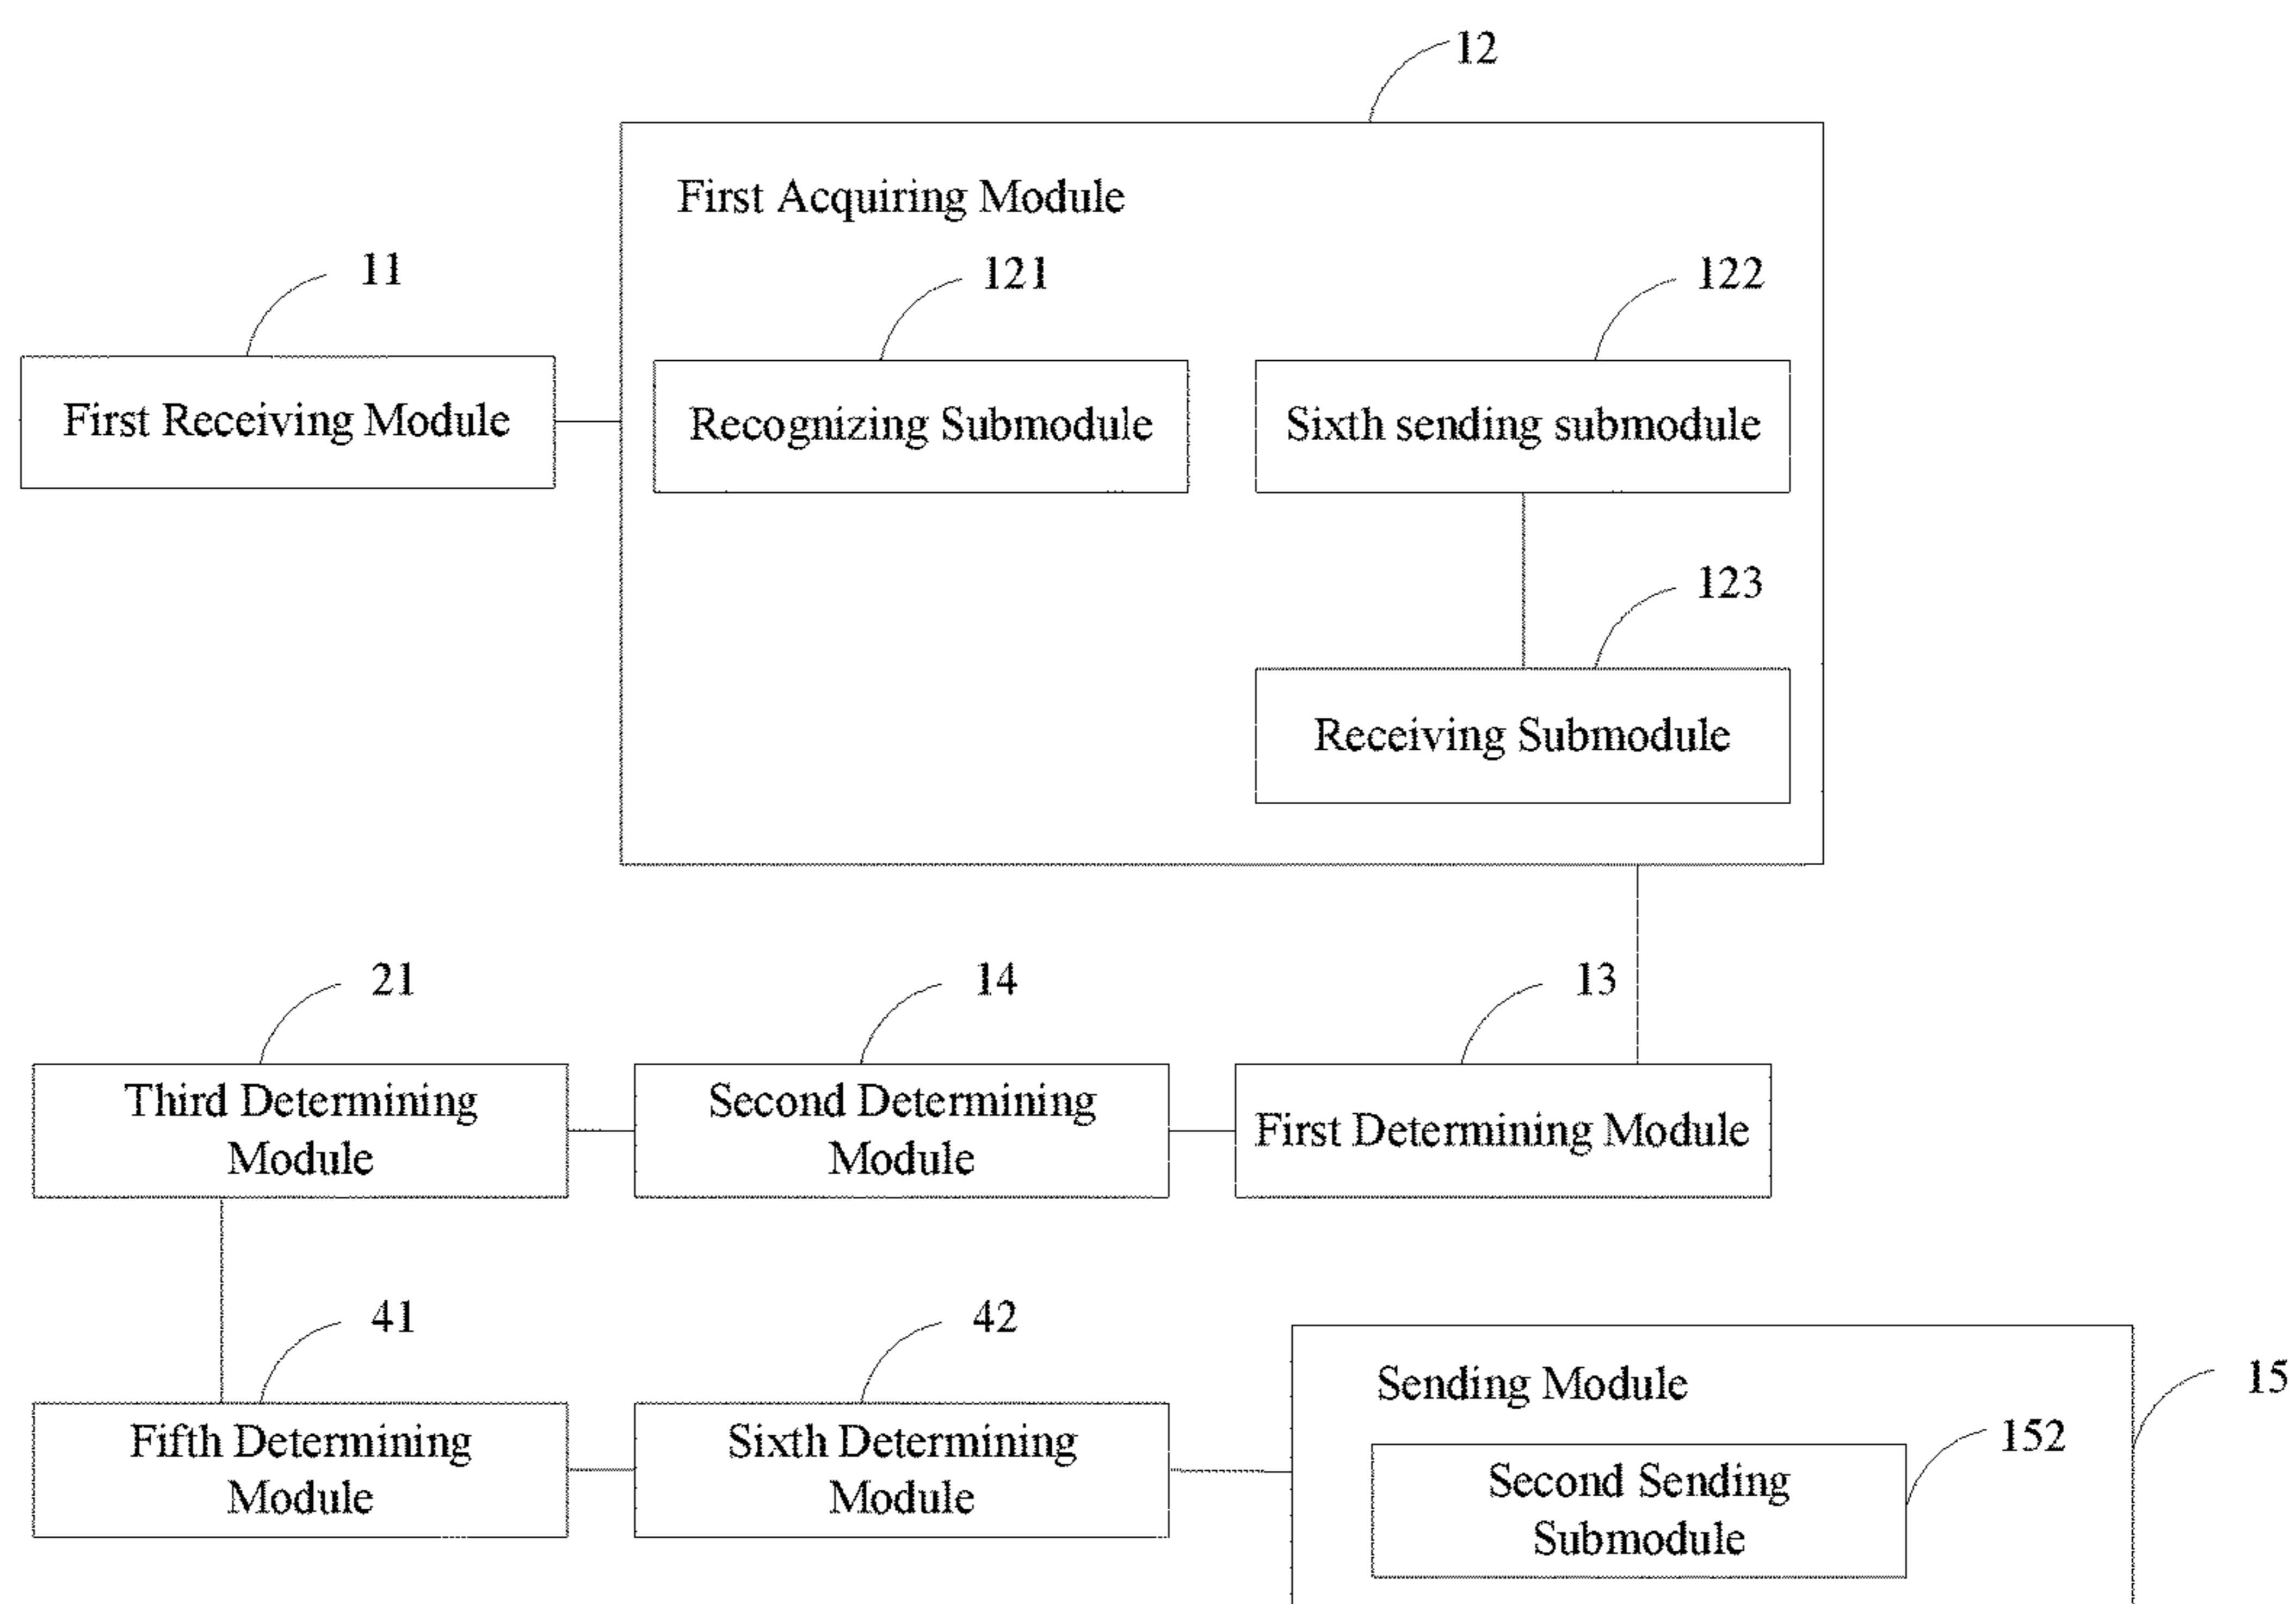 12
First Acquiring Module
11
121
122
First Receiving Module
Recognizing Submodule
Sixth sending submodule
123
Receiving Submodule
21
14
13
Third Determining
Module
Second Determining
Module
First Determining Module
41
42
15
Fifth Determining
Module
Sixth Determining
Module
Sending Module
152
Second Sending
Submodule